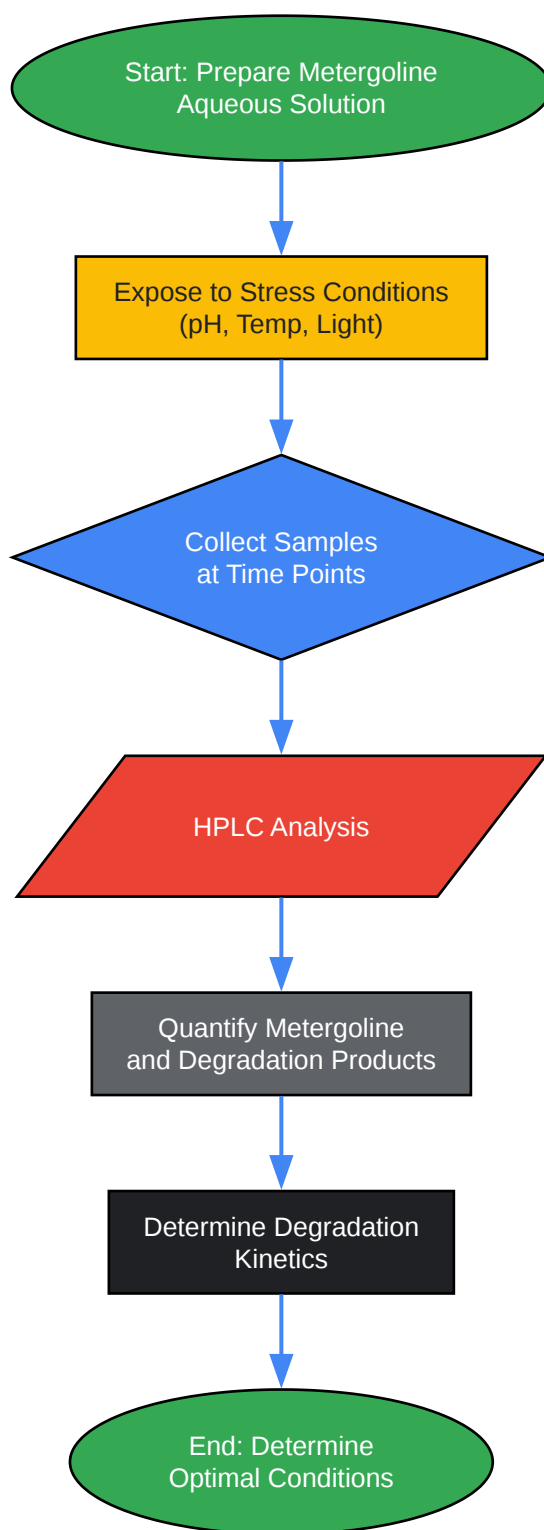 Start: Prepare Metergoline
Aqueous Solution
Expose to Stress Conditions
(pH, Temp, Light)
Collect Samples
at Time Points
HPLC Analysis
Quantify Metergoline
and Degradation Products
Determine Degradation
Kinetics
End: Determine
Optimal Conditions